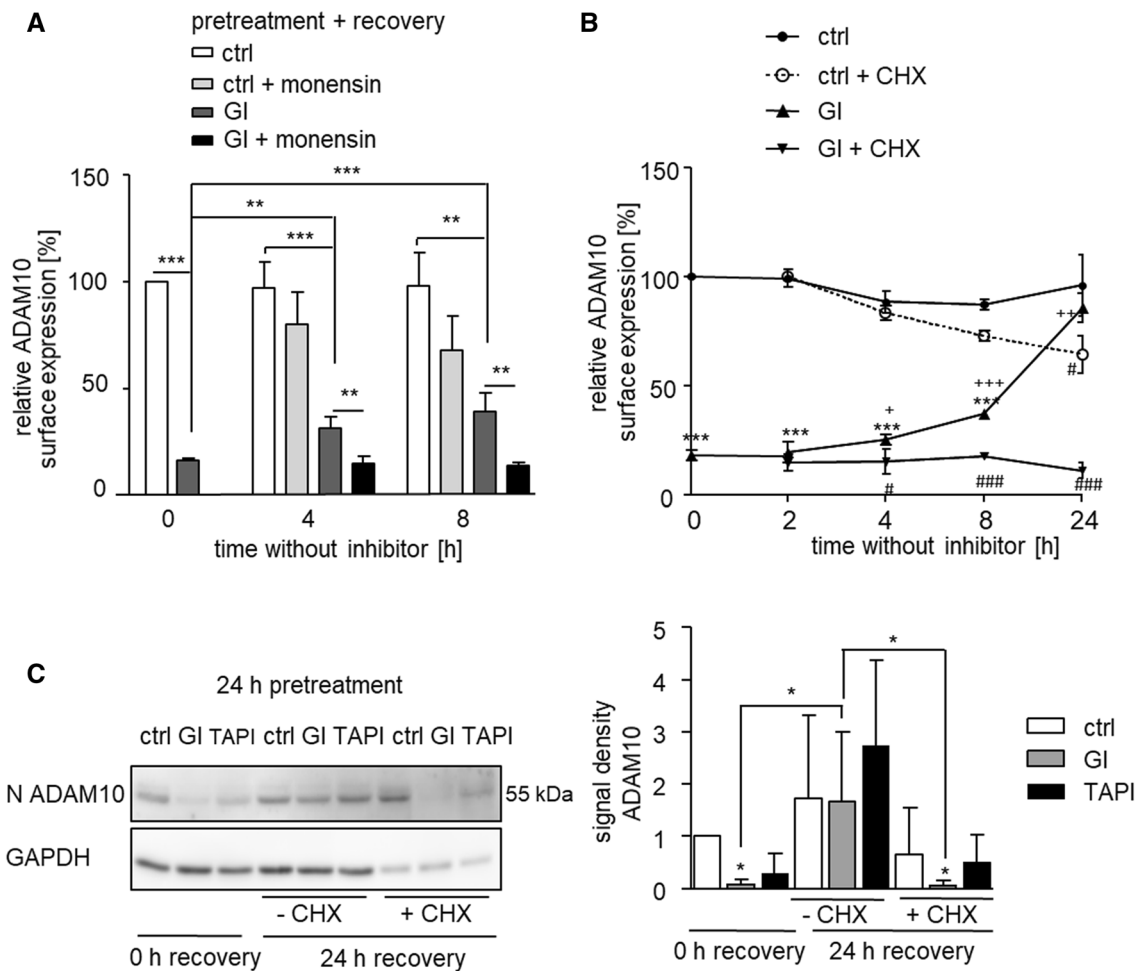 A
pretreatment + recovery
ctrl
ctrl + monensin
GI
GI + monensin
relative ADAM10
surface expression [%]
150
100
50
0
***
**
***
***
**
**
**
0
4
8
time without inhibitor [h]
B
ctrl
ctrl + CHX
GI
GI + CHX
relative ADAM10
surface expression [%]
150
100
50
0
***
***
+
***
#
+++
***
###
++
#
###
0
2
4
8
24
time without inhibitor [h]
C
24 h pretreatment
ctrl GI TAPI ctrl GI TAPI ctrl GI TAPI
N ADAM10
55 kDa
GAPDH
- CHX
+ CHX
0 h recovery
24 h recovery
signal density
ADAM10
5
4
3
2
1
0
*
*
*
*
ctrl
GI
TAPI
- CHX
+ CHX
0 h recovery
24 h recovery